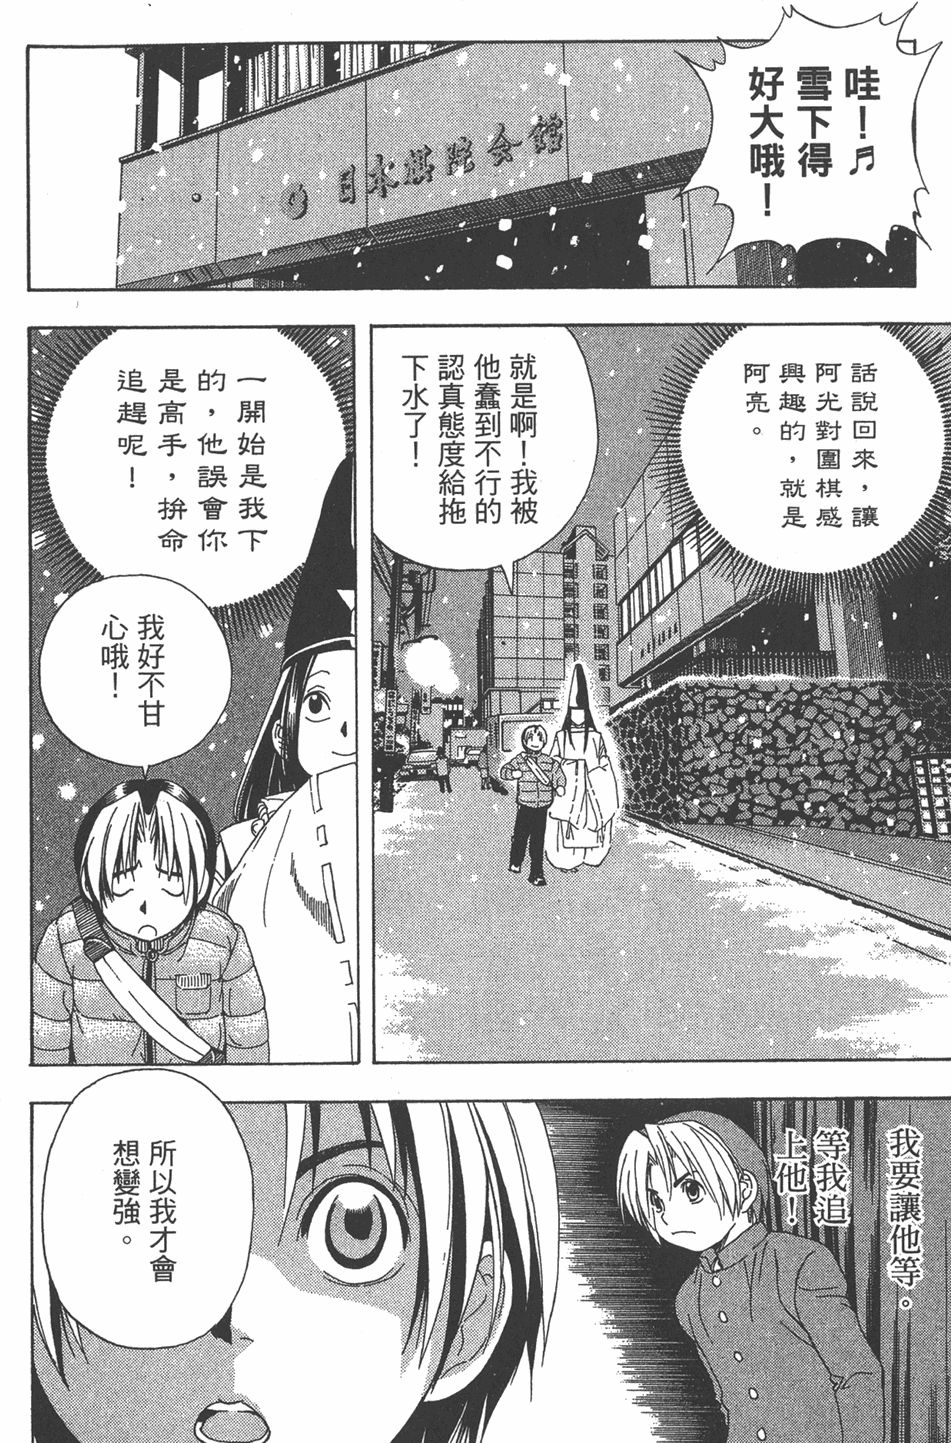 哇！♬
雪下得
好大哦！
日本棋院会館
話說回來，讓
阿光對圍棋感
興趣的，就是
阿亮。
就是啊！我被
他蠢到不行的
認真態度給拖
下水了！
一開始是我下
的，他誤會你
是高手，拚命
追趕呢！
我好不甘
心哦！
我要讓他等。
等我追
上他！
所以我才會
想變強。